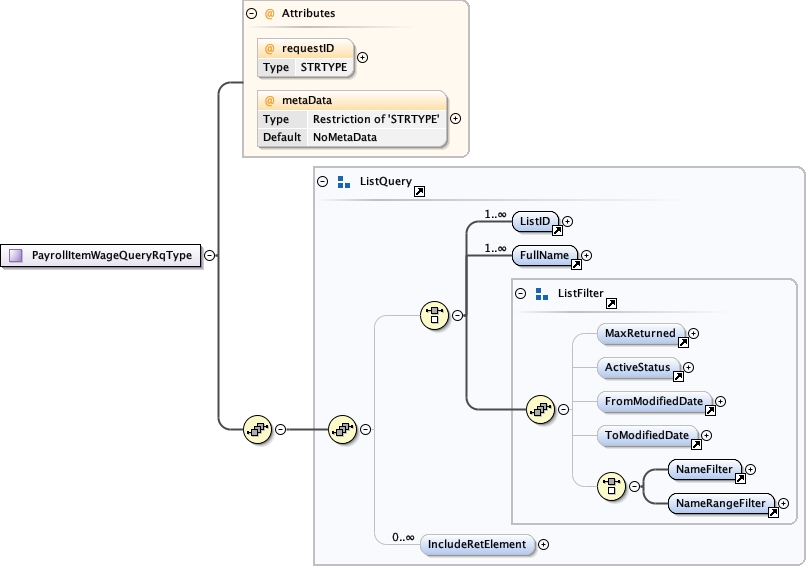 @ Attributes
@ requestID
Type STRTYPE
@ metaData
Type Restriction of 'STRTYPE'
Default NoMetaData
ListQuery
1..∞ ListID
1..∞ FullName
PayrollItemWageQueryRqType
ListFilter
MaxReturned
ActiveStatus
FromModifiedDate
ToModifiedDate
NameFilter
NameRangeFilter
0..∞ IncludeRetElement